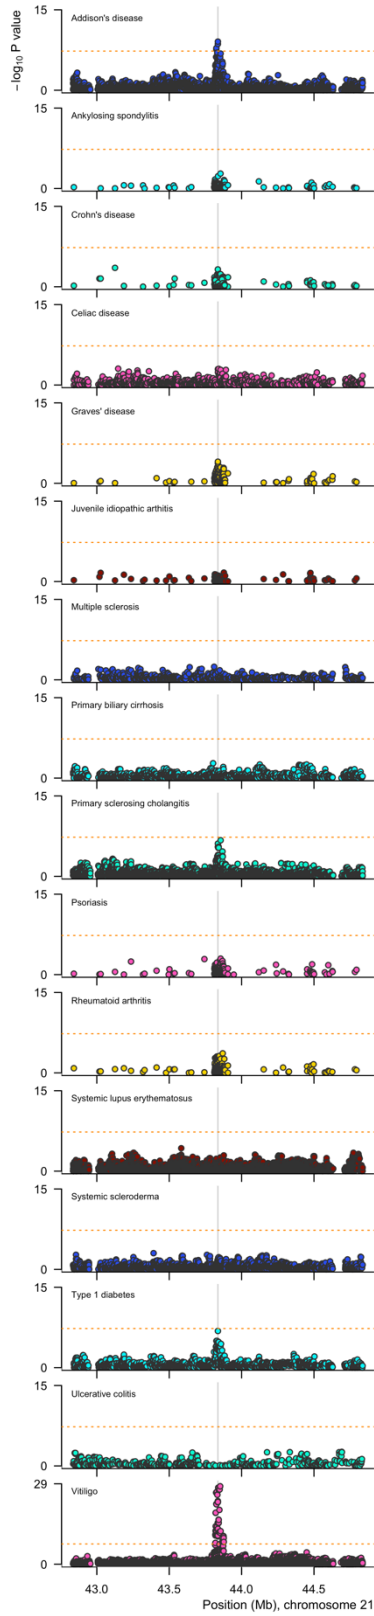 −log10 P value
15
Addison's disease
0
15
Ankylosing spondylitis
0
15
Crohn's disease
0
15
Celiac disease
0
15
Graves' disease
0
15
Juvenile idiopathic arthitis
0
15
Multiple sclerosis
0
15
Primary biliary cirrhosis
0
15
Primary sclerosing cholangitis
0
15
Psoriasis
0
15
Rheumatoid arthritis
0
15
Systemic lupus erythematosus
0
15
Systemic scleroderma
0
15
Type 1 diabetes
0
15
Ulcerative colitis
0
29
Vitiligo
0
43.0 43.5 44.0 44.5
Position (Mb), chromosome 21